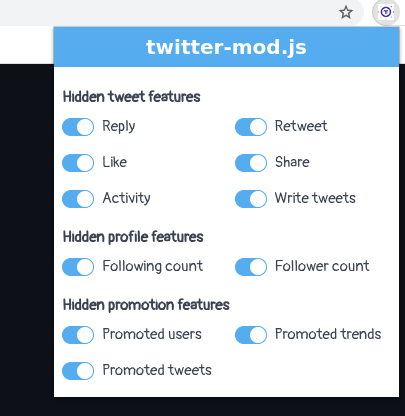 twitter-mod.js
Hidden tweet features
Reply Retweet
Like Share
Activity Write tweets
Hidden profile features
Following count Follower count
Hidden promotion features
Promoted users Promoted trends
Promoted tweets